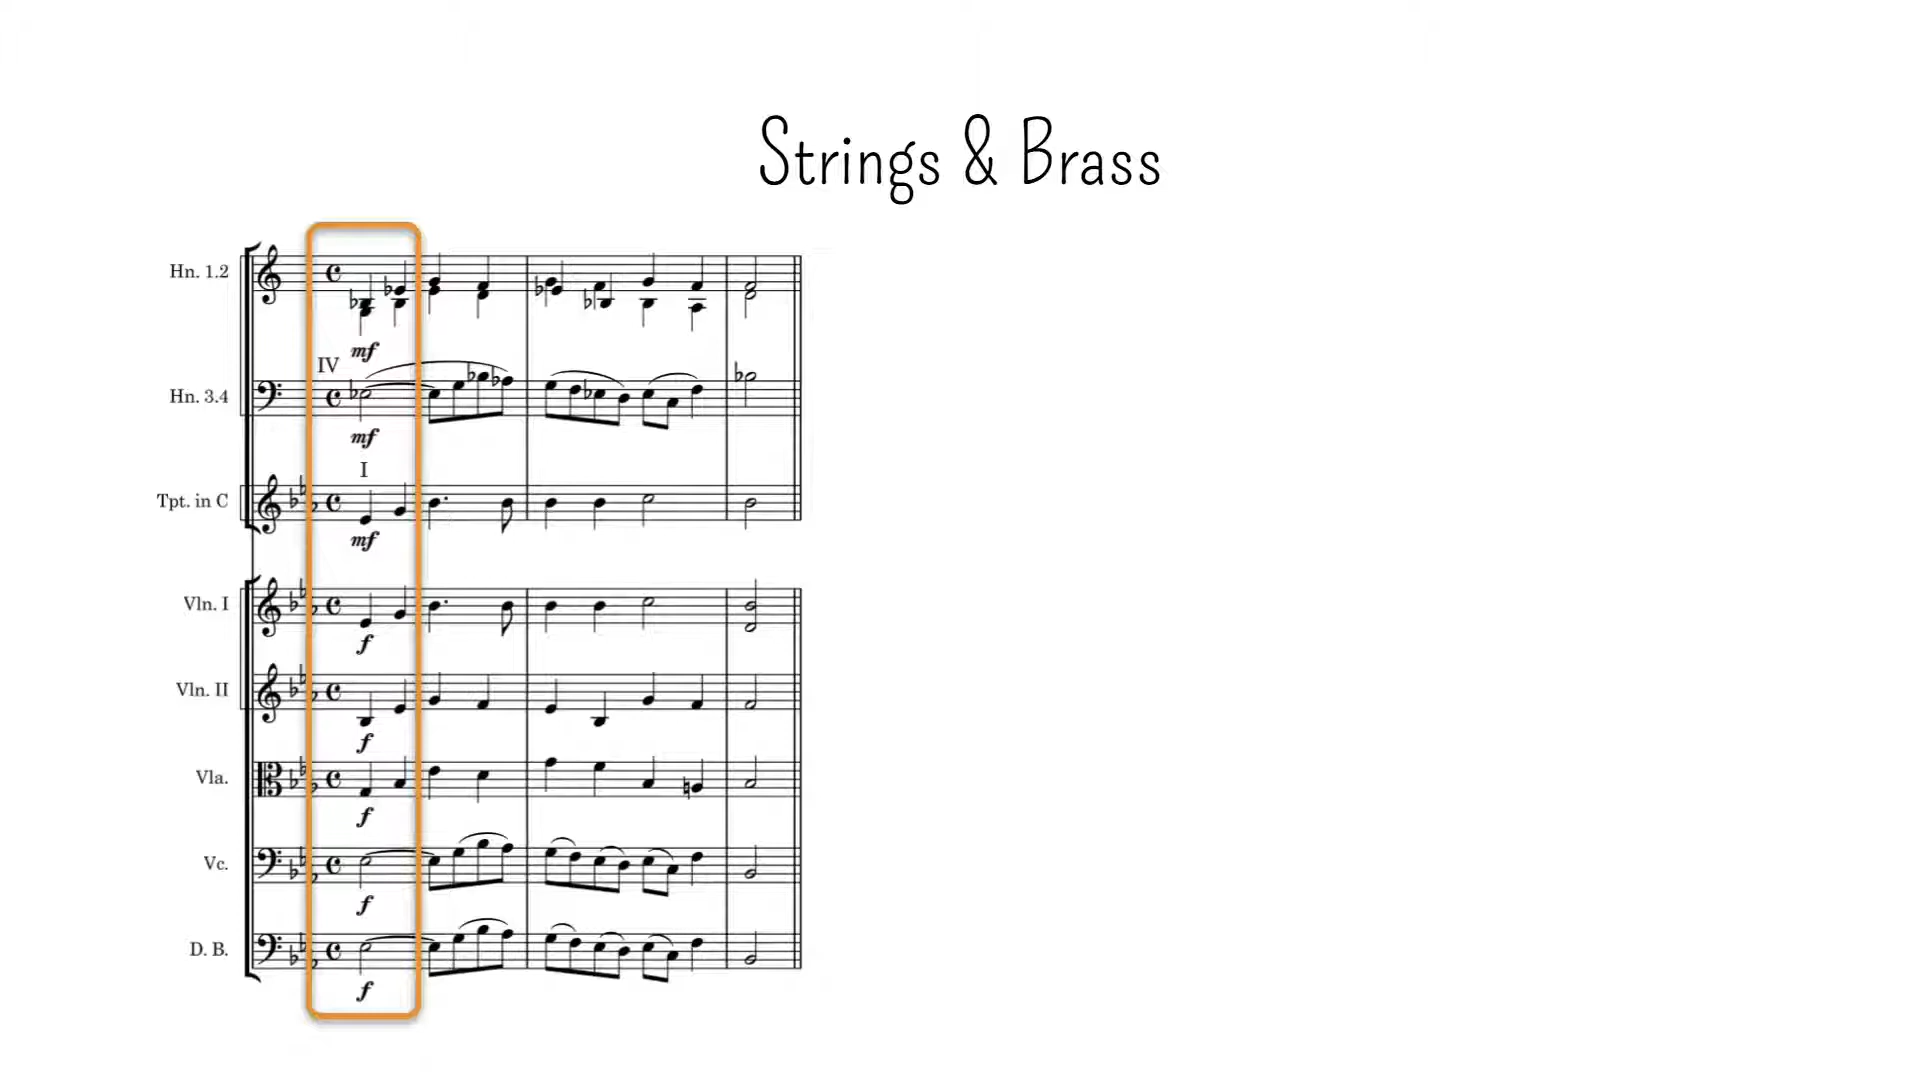 Strings & Brass
Hn. 1.2
mf
IV
Hn. 3.4
mf
I
Tpt. in C
mf
Vln. I
f
Vln. II
f
Vla.
f
Vc.
f
D. B.
f